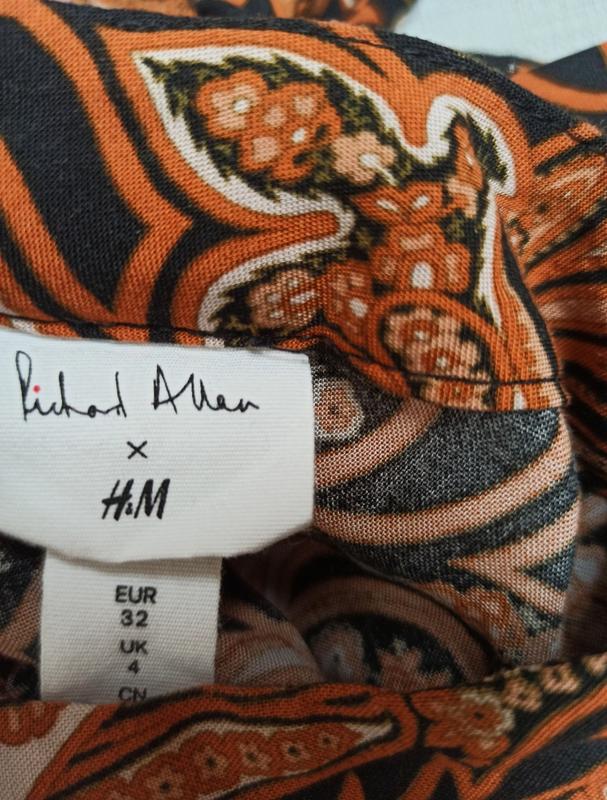 Richard Allan
×
H&M
EUR
32
UK
4
CN